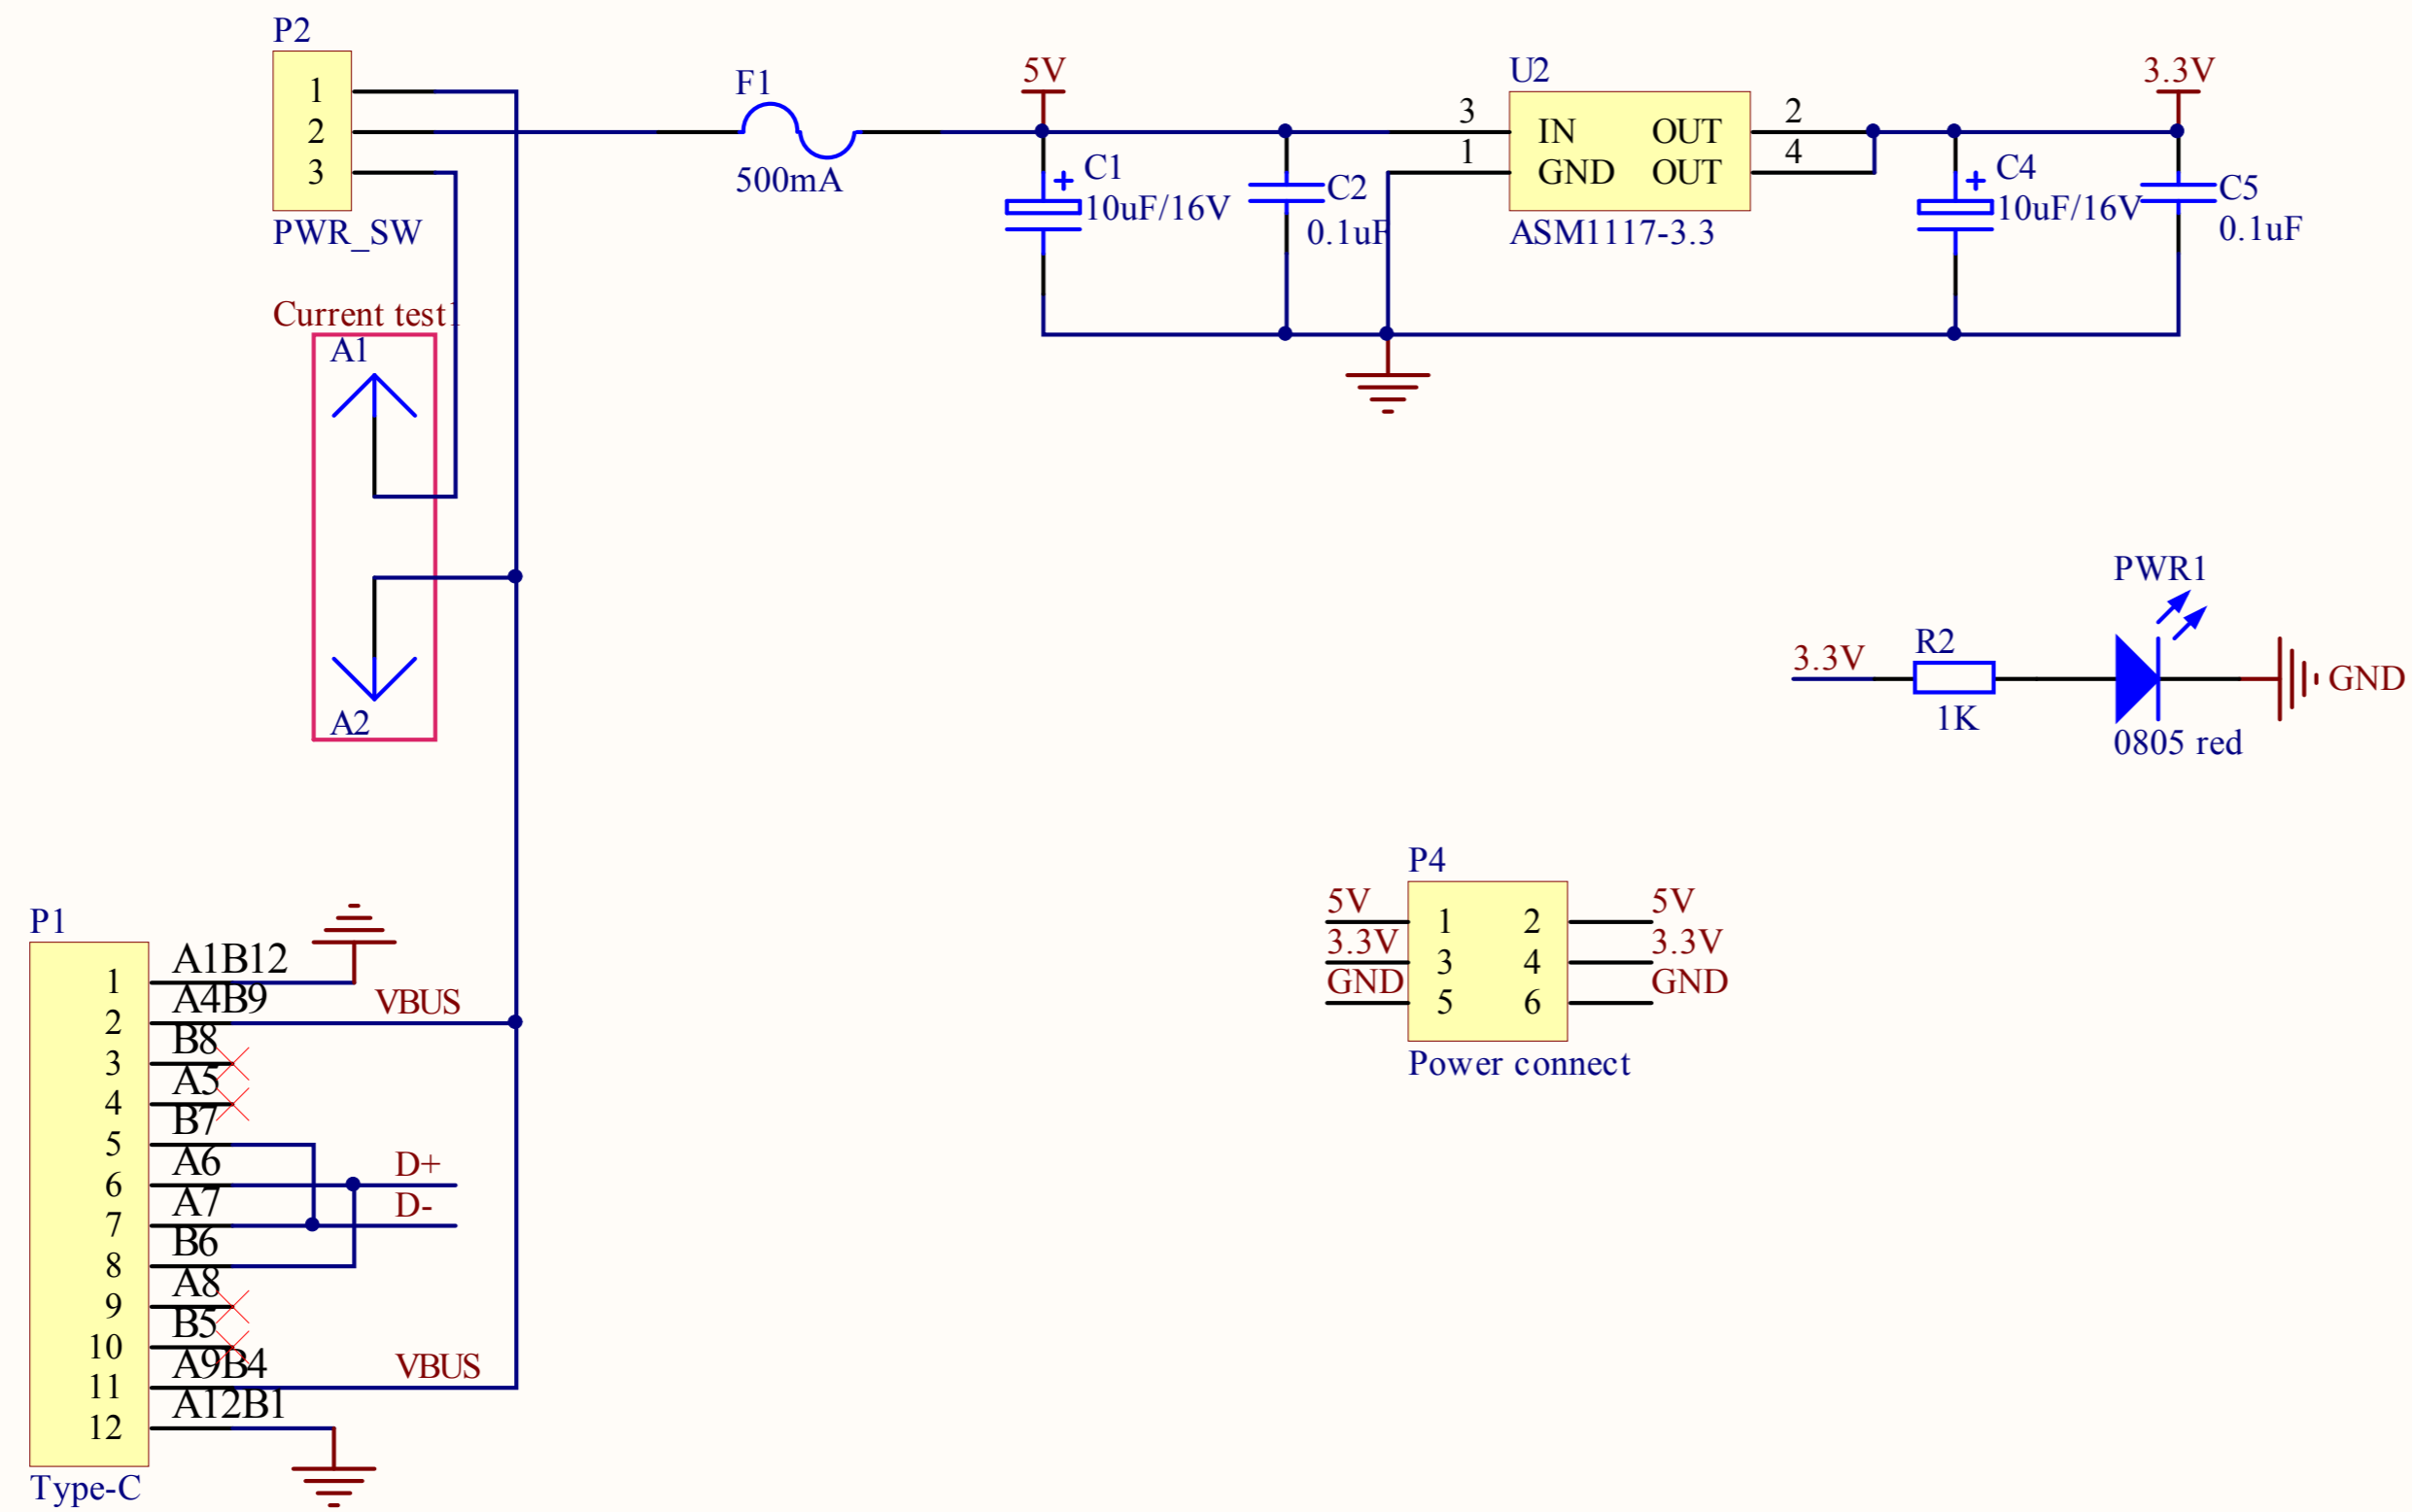 P2
1
2
3
PWR_SW
F1
500mA
5V
C1
10uF/16V
C2
0.1uF
U2
3
1
IN
GND
OUT
OUT
2
4
ASM1117-3.3
3.3V
C4
10uF/16V
C5
0.1uF
Current test1
A1
A2
PWR1
3.3V
R2
1K
0805 red
GND
P4
5V 1 2 5V
3.3V 3 4 3.3V
GND 5 6 GND
Power connect
P1
1 A1B12
2 A4B9 VBUS
3 B8
4 A5
5 B7
6 A6 D+
7 A7 D-
8 B6
9 A8
10 B5
11 A9B4 VBUS
12 A12B1
Type-C